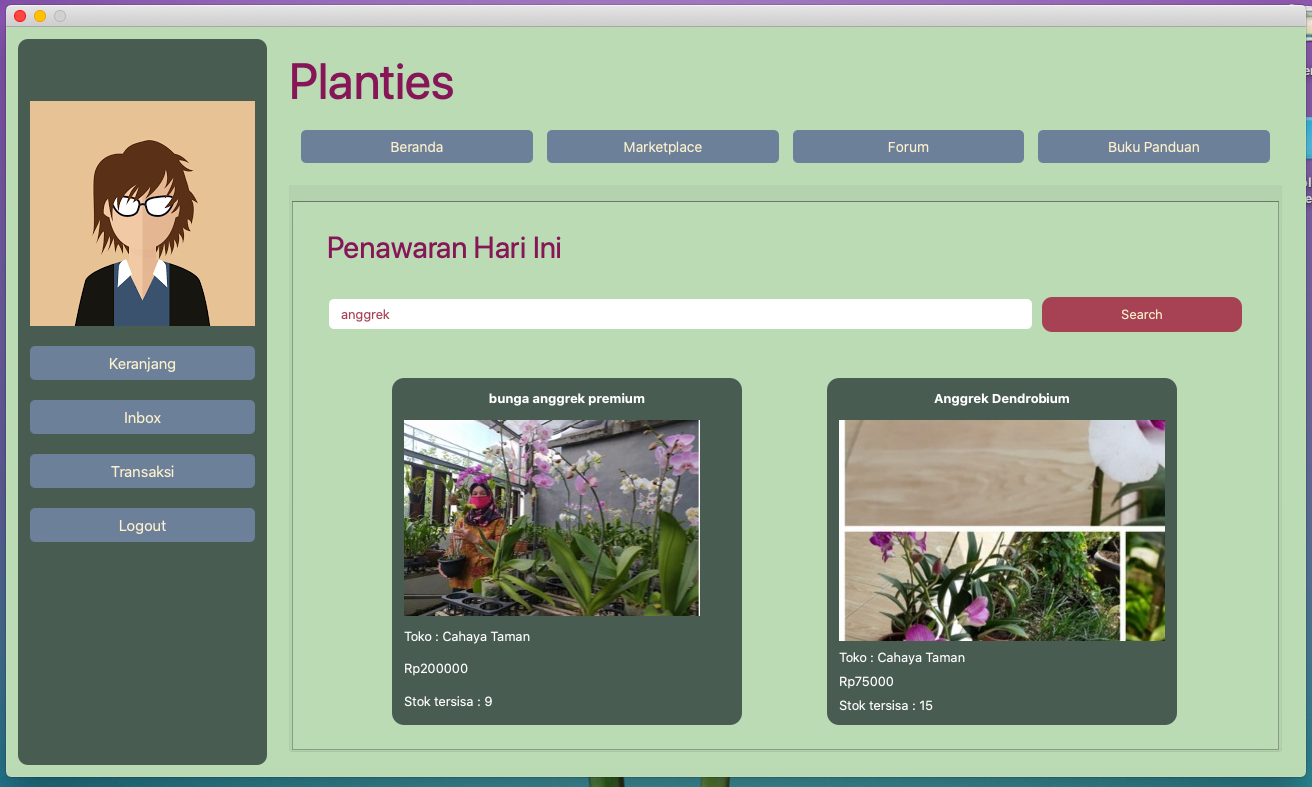 Planties
Beranda
Marketplace
Forum
Buku Panduan
Keranjang
Inbox
Transaksi
Logout
Penawaran Hari Ini
anggrek
Search
bunga anggrek premium
Toko : Cahaya Taman
Rp200000
Stok tersisa : 9
Anggrek Dendrobium
Toko : Cahaya Taman
Rp75000
Stok tersisa : 15